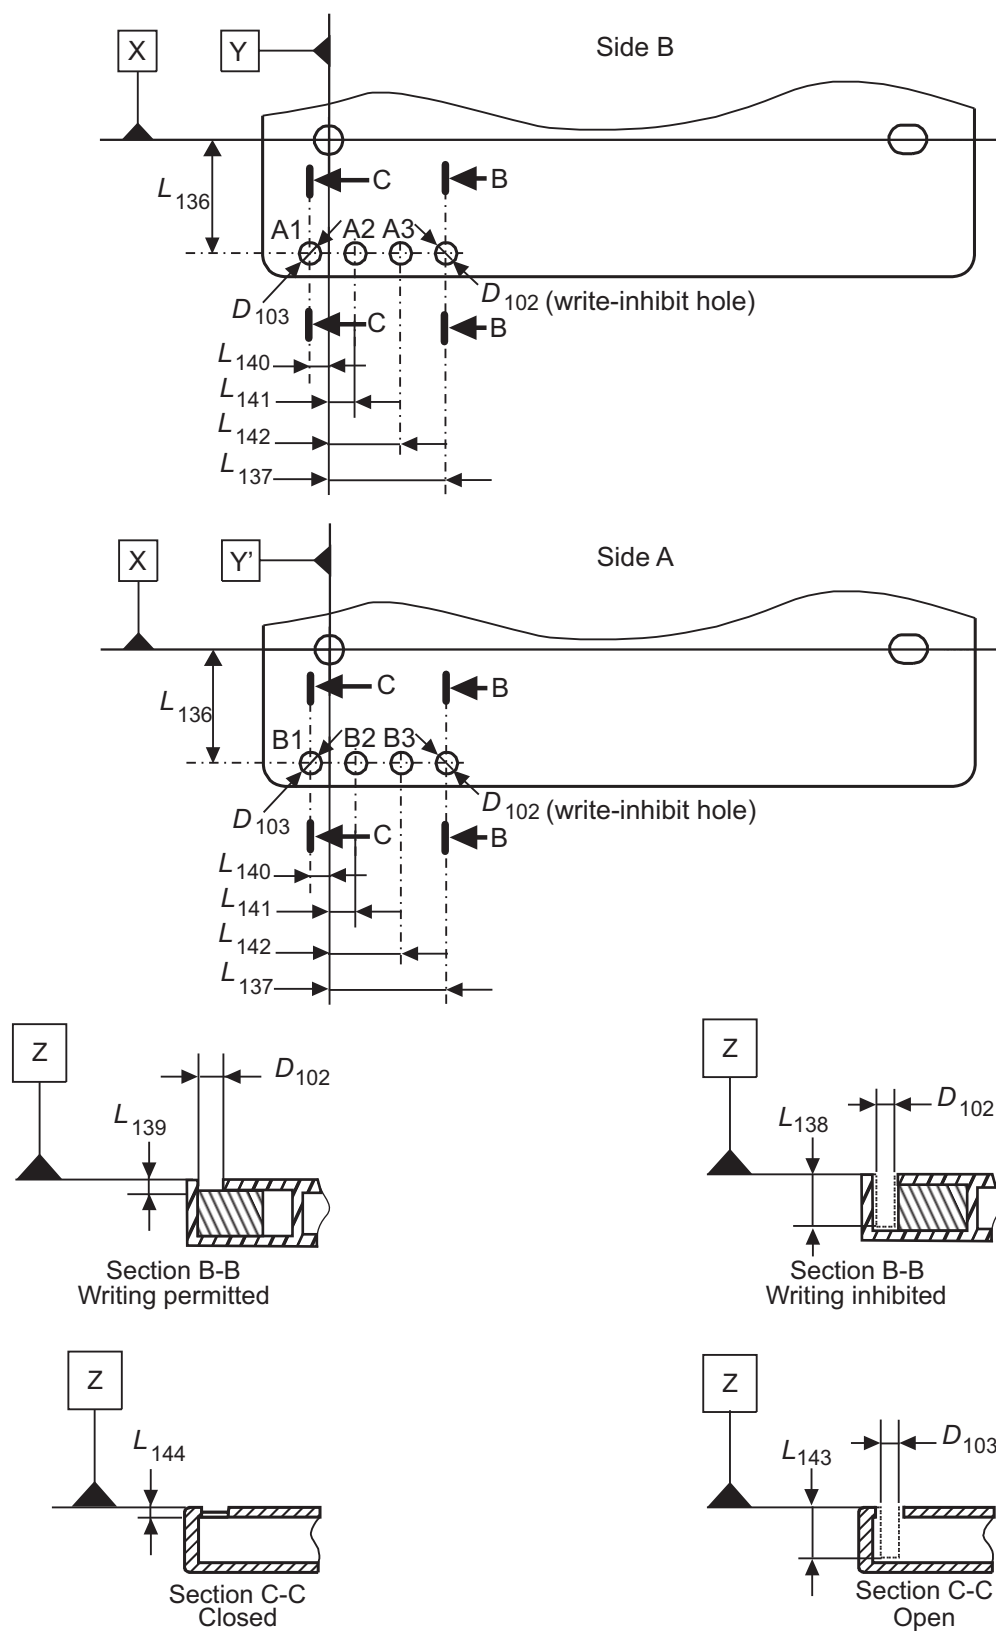 X
Y
Side B
L136
C
B
A1 A2 A3
D103
D102 (write-inhibit hole)
C
B
L140
L141
L142
L137
X
Y'
Side A
L136
C
B
B1 B2 B3
D103
D102 (write-inhibit hole)
C
B
L140
L141
L142
L137
Z
D102
L139
Section B-B
Writing permitted
Z
D102
L138
Section B-B
Writing inhibited
Z
L144
Section C-C
Closed
Z
D103
L143
Section C-C
Open